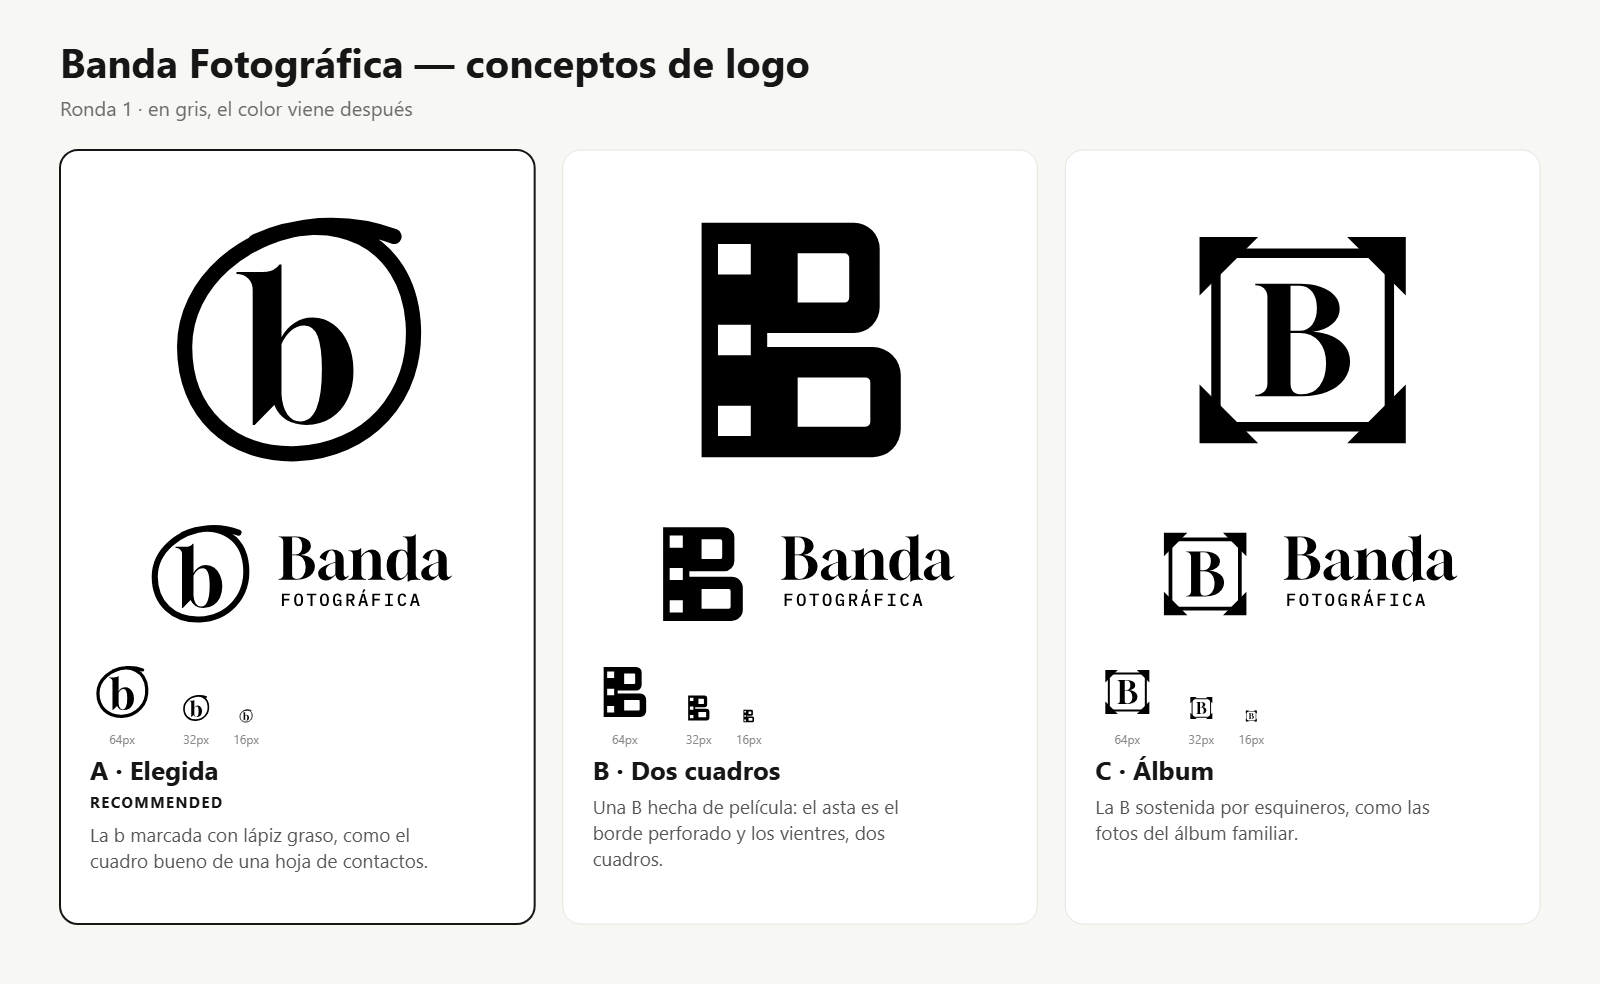 Banda Fotográfica — conceptos de logo
Ronda 1 · en gris, el color viene después
b
Banda
FOTOGRÁFICA
b
b
b
b
64px
32px
16px
A · Elegida
RECOMMENDED
La b marcada con lápiz graso, como el
cuadro bueno de una hoja de contactos.
B
B
Banda
FOTOGRÁFICA
B
B
B
64px
32px
16px
B · Dos cuadros
Una B hecha de película: el asta es el
borde perforado y los vientres, dos
cuadros.
B
B
Banda
FOTOGRÁFICA
B
B
B
64px
32px
16px
C · Álbum
La B sostenida por esquineros, como las
fotos del álbum familiar.